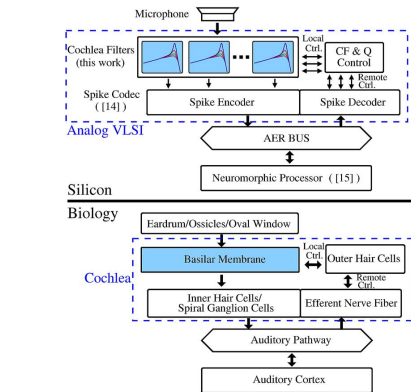 Microphone
Cochlea Filters
(this work)
Local
Ctrl.
CF & Q
Control
Remote
Ctrl.
Spike Codec
( [14] )
Spike Encoder
Spike Decoder
Analog VLSI
AER BUS
Neuromorphic Processor ( [15] )
Silicon
Biology
Eardrum/Ossicles/Oval Window
Cochlea
Basilar Membrane
Local
Ctrl.
Outer Hair Cells
Remote
Ctrl.
Inner Hair Cells/
Spiral Ganglion Cells
Efferent Nerve Fiber
Auditory Pathway
Auditory Cortex